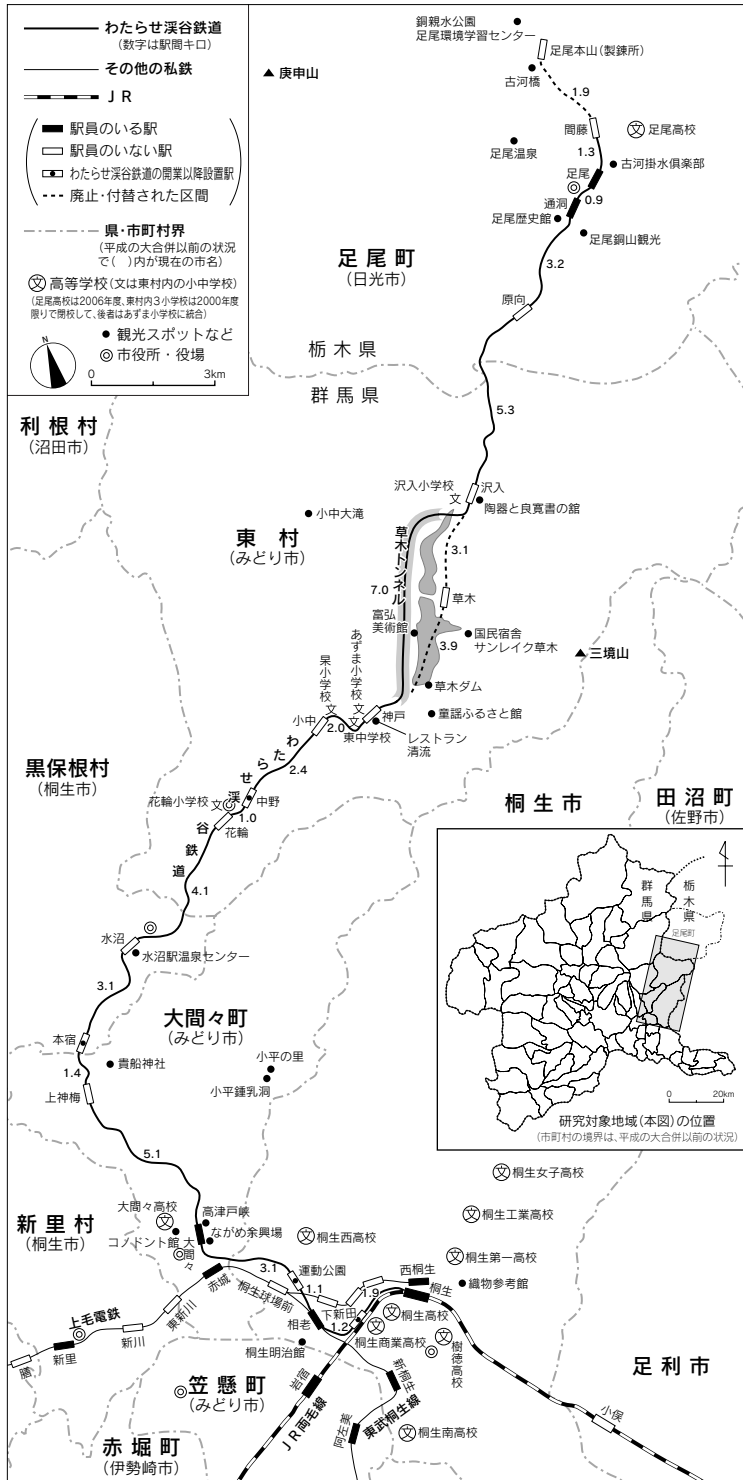 わたらせ渓谷鉄道
(数字は駅間キロ)
その他の私鉄
JR
駅員のいる駅
駅員のいない駅
わたらせ渓谷鉄道の開業以降設置駅
廃止・付替された区間
県・市町村界
(平成の大合併以前の状況
で( )内が現在の市名)
文 高等学校(文は東村内の小中学校)
(足尾高校は2006年度、東村内3小学校は2000年度
限りで閉校して、後者はあずま小学校に統合)
観光スポットなど
市役所・役場
N
0 3km
銅親水公園
足尾環境学習センター
足尾本山(製錬所)
古河橋
庚申山
1.9
間藤
文 足尾高校
足尾温泉
1.3
古河掛水倶楽部
足尾
通洞
0.9
足尾歴史館
足尾銅山観光
足尾町
(日光市)
3.2
原向
栃木県
群馬県
5.3
利根村
(沼田市)
沢入小学校
文
沢入
陶器と良寛書の館
小中大滝
東 村
(みどり市)
草木トンネル
3.1
7.0
草木
富弘
美術館
3.9
国民宿舎
サンレイク草木
三境山
草木ダム
童謡ふるさと館
あずま小学校 文
杲小学校 文
文
東中学校
神戸
レストラン
清流
小中
2.0
2.4
わたらせ渓谷鉄道
黒保根村
(桐生市)
花輪小学校 文
中野
1.0
花輪
4.1
桐生市
田沼町
(佐野市)
水沼
水沼駅温泉センター
3.1
大間々町
(みどり市)
本宿
貴船神社
小平の里
小平鍾乳洞
1.4
上神梅
5.1
群馬県
栃木県
足尾町
0 20km
研究対象地域(本図)の位置
(市町村の境界は、平成の大合併以前の状況)
文 桐生女子高校
新里村
(桐生市)
大間々高校
文
高津戸峡
ながめ余興場
コノドント館
大間々
文 桐生西高校
文 桐生工業高校
文 桐生第一高校
赤城
3.1
運動公園
桐生球場前
1.1
西桐生
桐生
1.9
織物参考館
下新田
文 桐生高校
相老
1.2
文
桐生商業高校
文
樹徳高校
上毛電鉄
東新川
新川
新里
膳
桐生明治館
岩宿
新桐生
足利市
笠懸町
(みどり市)
JR両毛線
東武桐生線
阿左美
小俣
文 桐生南高校
赤堀町
(伊勢崎市)